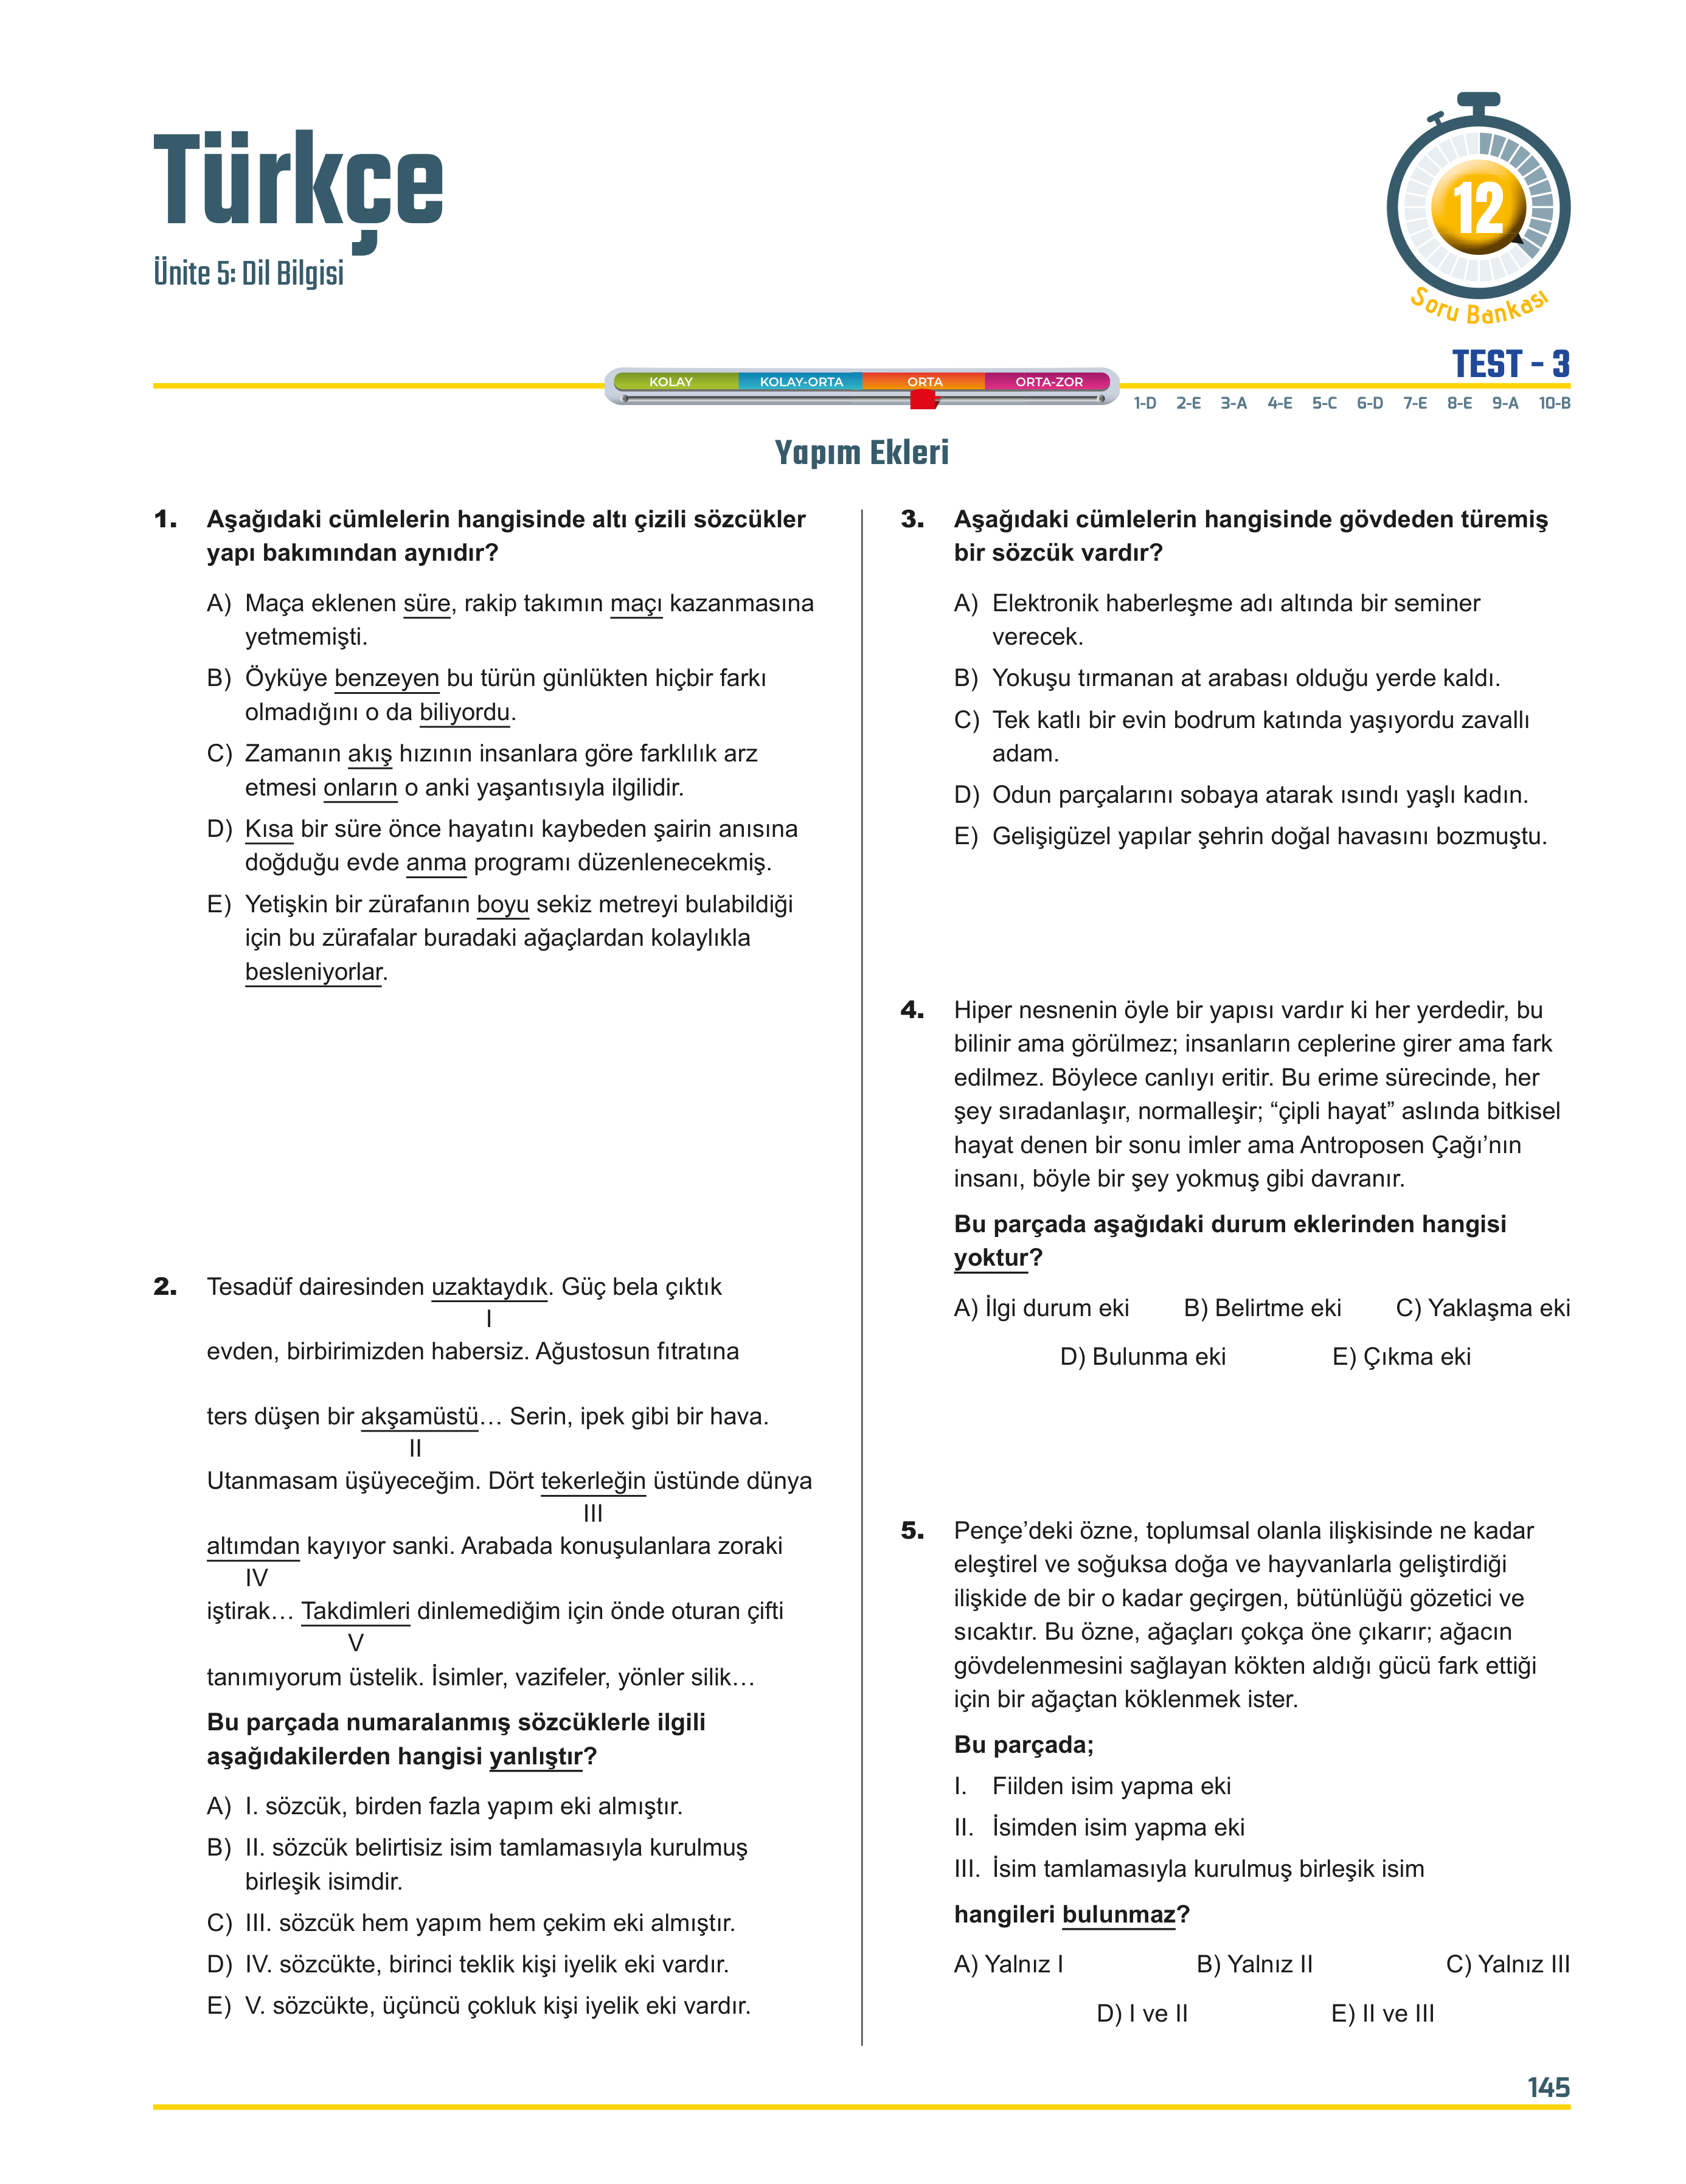 Türkçe
Ünite 5: Dil Bilgisi
12
Soru Bankası
TEST - 3
KOLAY KOLAY-ORTA ORTA ORTA-ZOR
1-D 2-E 3-A 4-E 5-C 6-D 7-E 8-E 9-A 10-B
Yapım Ekleri
1. Aşağıdaki cümlelerin hangisinde altı çizili sözcükler
yapı bakımından aynıdır?
A) Maça eklenen süre, rakip takımın maçı kazanmasına
yetmemişti.
B) Öyküye benzeyen bu türün günlükten hiçbir farkı
olmadığını o da biliyordu.
C) Zamanın akış hızının insanlara göre farklılık arz
etmesi onların o anki yaşantısıyla ilgilidir.
D) Kısa bir süre önce hayatını kaybeden şairin anısına
doğduğu evde anma programı düzenlenecekmiş.
E) Yetişkin bir zürafanın boyu sekiz metreyi bulabildiği
için bu zürafalar buradaki ağaçlardan kolaylıkla
besleniyorlar.
2. Tesadüf dairesinden uzaktaydık. Güç bela çıktık
I
evden, birbirimizden habersiz. Ağustosun fıtratına
ters düşen bir akşamüstü… Serin, ipek gibi bir hava.
II
Utanmasam üşüyeceğim. Dört tekerleğin üstünde dünya
III
altımdan kayıyor sanki. Arabada konuşulanlara zoraki
IV
iştirak… Takdimleri dinlemediğim için önde oturan çifti
V
tanımıyorum üstelik. İsimler, vazifeler, yönler silik…
Bu parçada numaralanmış sözcüklerle ilgili
aşağıdakilerden hangisi yanlıştır?
A) I. sözcük, birden fazla yapım eki almıştır.
B) II. sözcük belirtisiz isim tamlamasıyla kurulmuş
birleşik isimdir.
C) III. sözcük hem yapım hem çekim eki almıştır.
D) IV. sözcükte, birinci teklik kişi iyelik eki vardır.
E) V. sözcükte, üçüncü çokluk kişi iyelik eki vardır.
3. Aşağıdaki cümlelerin hangisinde gövdeden türemiş
bir sözcük vardır?
A) Elektronik haberleşme adı altında bir seminer
verecek.
B) Yokuşu tırmanan at arabası olduğu yerde kaldı.
C) Tek katlı bir evin bodrum katında yaşıyordu zavallı
adam.
D) Odun parçalarını sobaya atarak ısındı yaşlı kadın.
E) Gelişigüzel yapılar şehrin doğal havasını bozmuştu.
4. Hiper nesnenin öyle bir yapısı vardır ki her yerdedir, bu
bilinir ama görülmez; insanların ceplerine girer ama fark
edilmez. Böylece canlıyı eritir. Bu erime sürecinde, her
şey sıradanlaşır, normalleşir; “çipli hayat” aslında bitkisel
hayat denen bir sonu imler ama Antroposen Çağı’nın
insanı, böyle bir şey yokmuş gibi davranır.
Bu parçada aşağıdaki durum eklerinden hangisi
yoktur?
A) İlgi durum eki B) Belirtme eki C) Yaklaşma eki
D) Bulunma eki E) Çıkma eki
5. Pençe’deki özne, toplumsal olanla ilişkisinde ne kadar
eleştirel ve soğuksa doğa ve hayvanlarla geliştirdiği
ilişkide de bir o kadar geçirgen, bütünlüğü gözetici ve
sıcaktır. Bu özne, ağaçları çokça öne çıkarır; ağacın
gövdelenmesini sağlayan kökten aldığı gücü fark ettiği
için bir ağaçtan köklenmek ister.
Bu parçada;
I. Fiilden isim yapma eki
II. İsimden isim yapma eki
III. İsim tamlamasıyla kurulmuş birleşik isim
hangileri bulunmaz?
A) Yalnız I B) Yalnız II C) Yalnız III
D) I ve II E) II ve III
145